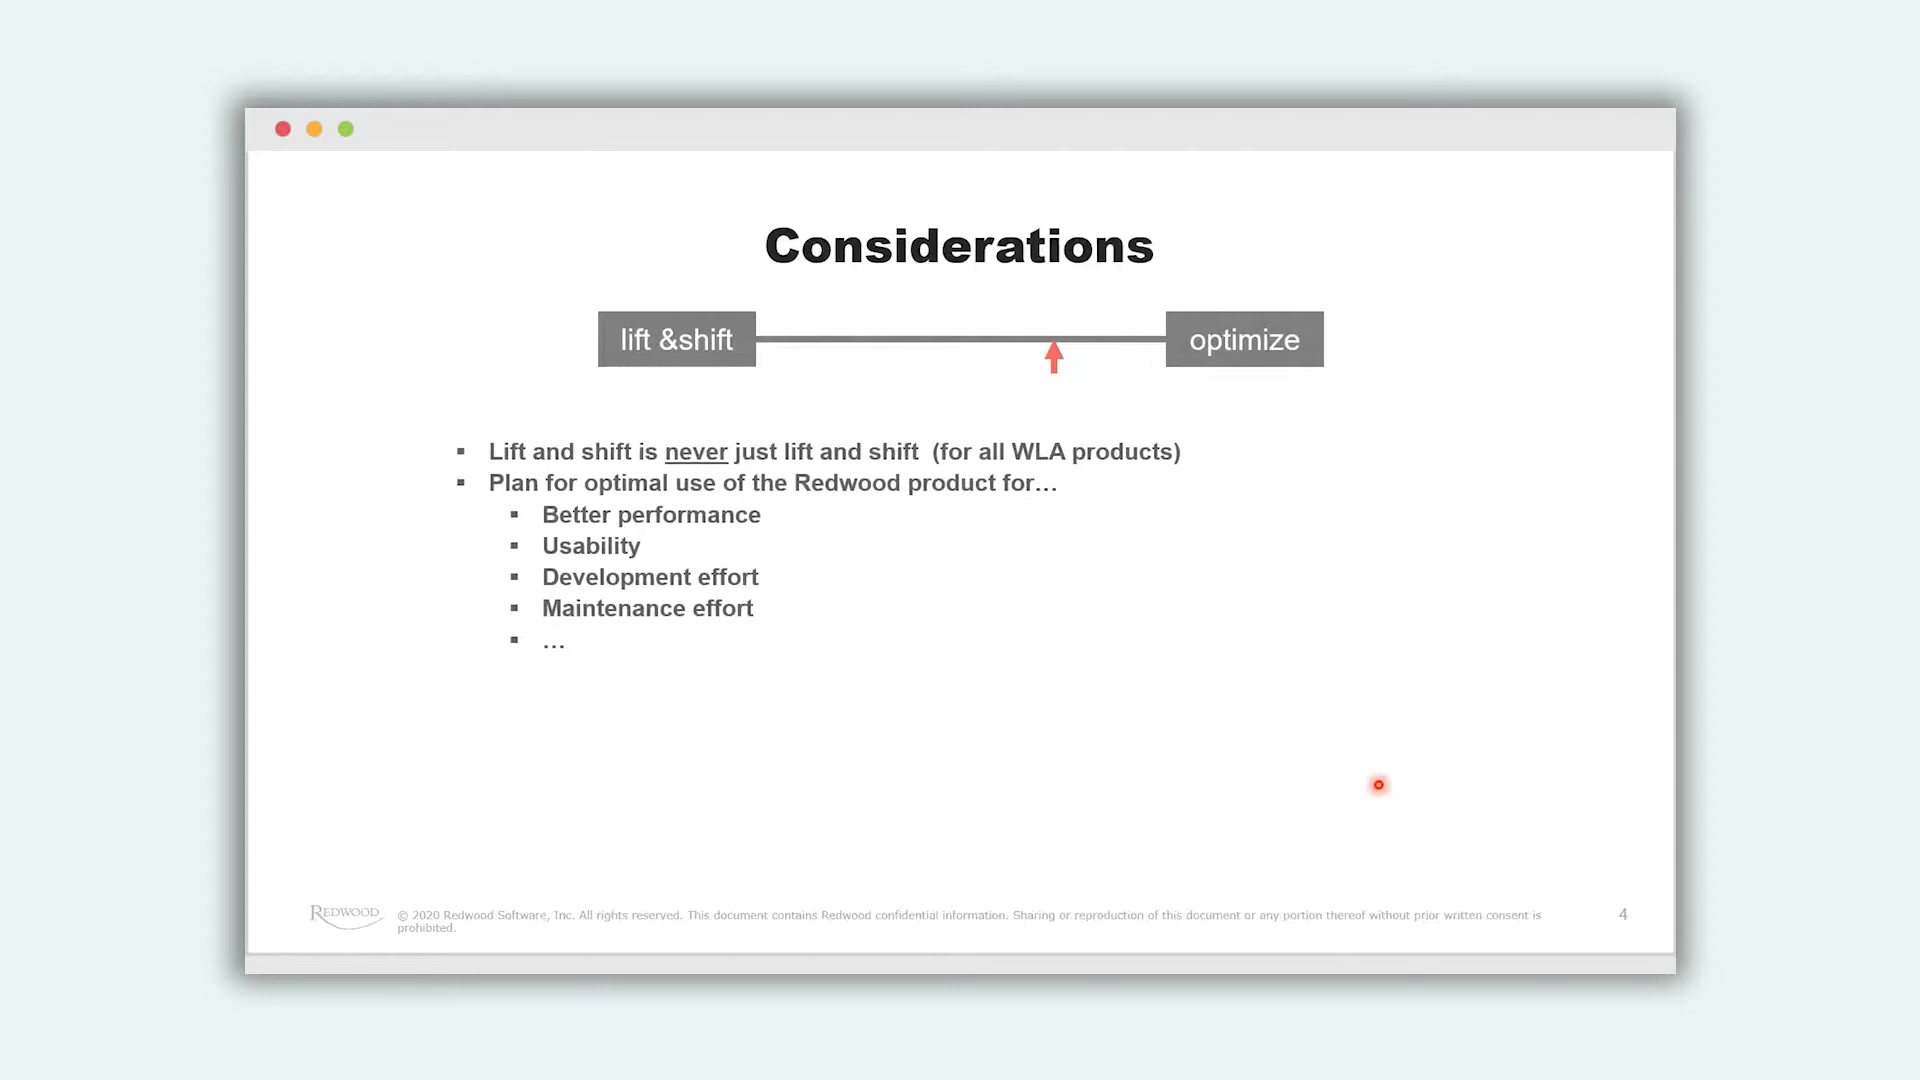 Considerations
lift &shift
optimize
Lift and shift is never just lift and shift (for all WLA products)
Plan for optimal use of the Redwood product for…
Better performance
Usability
Development effort
Maintenance effort
…
REDWOOD
© 2020 Redwood Software, Inc. All rights reserved. This document contains Redwood confidential information. Sharing or reproduction of this document or any portion thereof without prior written consent is
prohibited.
4